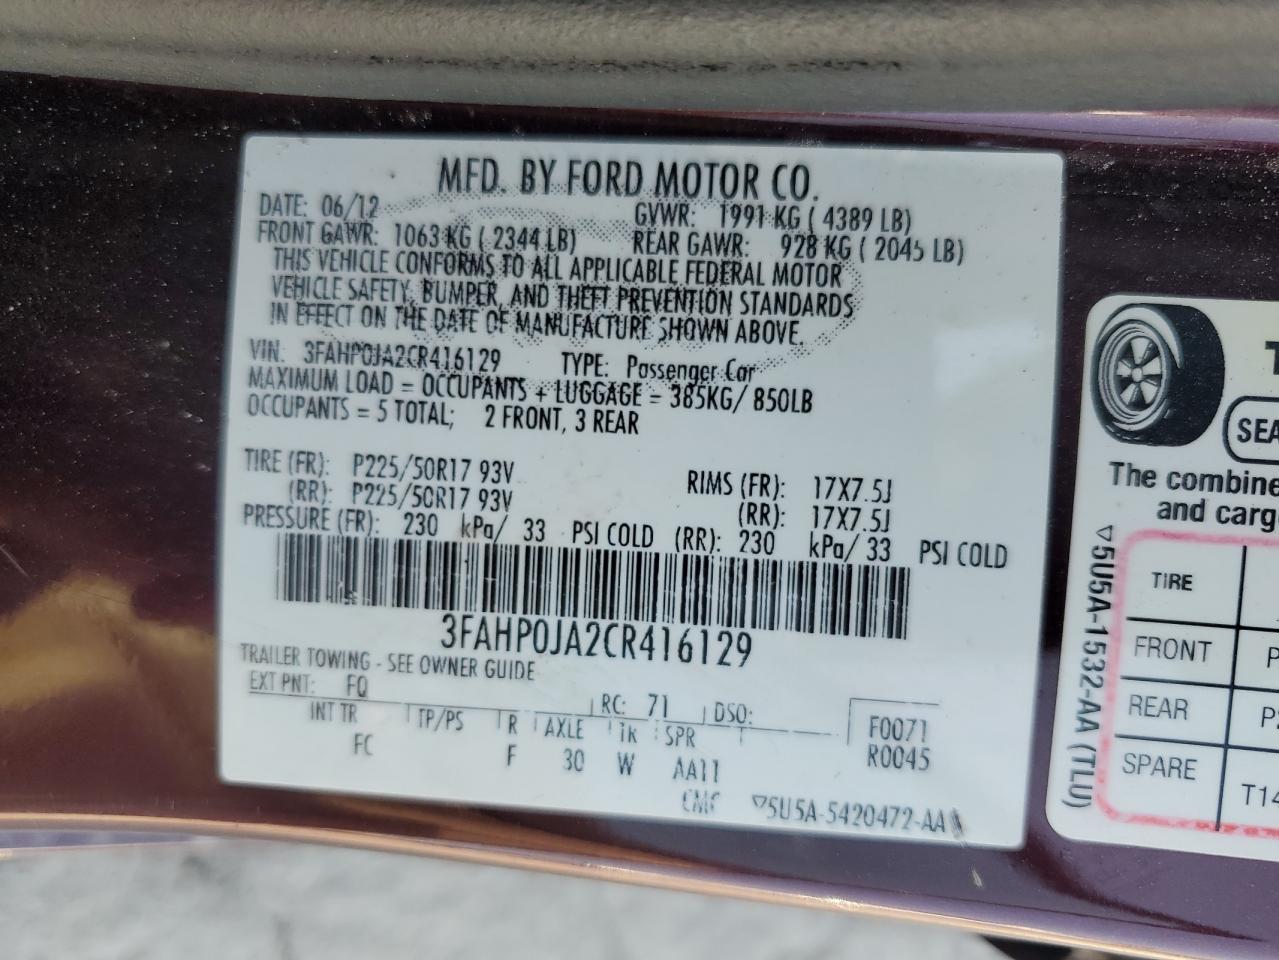 MFD. BY FORD MOTOR CO.
DATE: 06/12 GVWR: 1991 KG ( 4389 LB)
FRONT GAWR: 1063 KG ( 2344 LB) REAR GAWR: 928 KG ( 2045 LB)
THIS VEHICLE CONFORMS TO ALL APPLICABLE FEDERAL MOTOR
VEHICLE SAFETY, BUMPER, AND THEFT PREVENTION STANDARDS
IN EFFECT ON THE DATE OF MANUFACTURE SHOWN ABOVE.
VIN: 3FAHP0JA2CR416129 TYPE: Passenger Car
MAXIMUM LOAD = OCCUPANTS + LUGGAGE = 385KG/ 850LB
OCCUPANTS = 5 TOTAL; 2 FRONT, 3 REAR
TIRE (FR): P225/50R17 93V RIMS (FR): 17X7.5J
(RR): P225/50R17 93V (RR): 17X7.5J
PRESSURE (FR): 230 kPa/ 33 PSI COLD (RR): 230 kPa/ 33 PSI COLD
3FAHP0JA2CR416129
TRAILER TOWING - SEE OWNER GUIDE
EXT PNT: FQ RC: 71 DSO:
INT TR TP/PS R AXLE TR SPR F0071
FC F 30 W AA11 R0045
CMC ▽5U5A-5420472-AA
SEA
The combine
and carg
TIRE
FRONT P
REAR P
SPARE T14
▽5U5A-1532-AA (TLU)